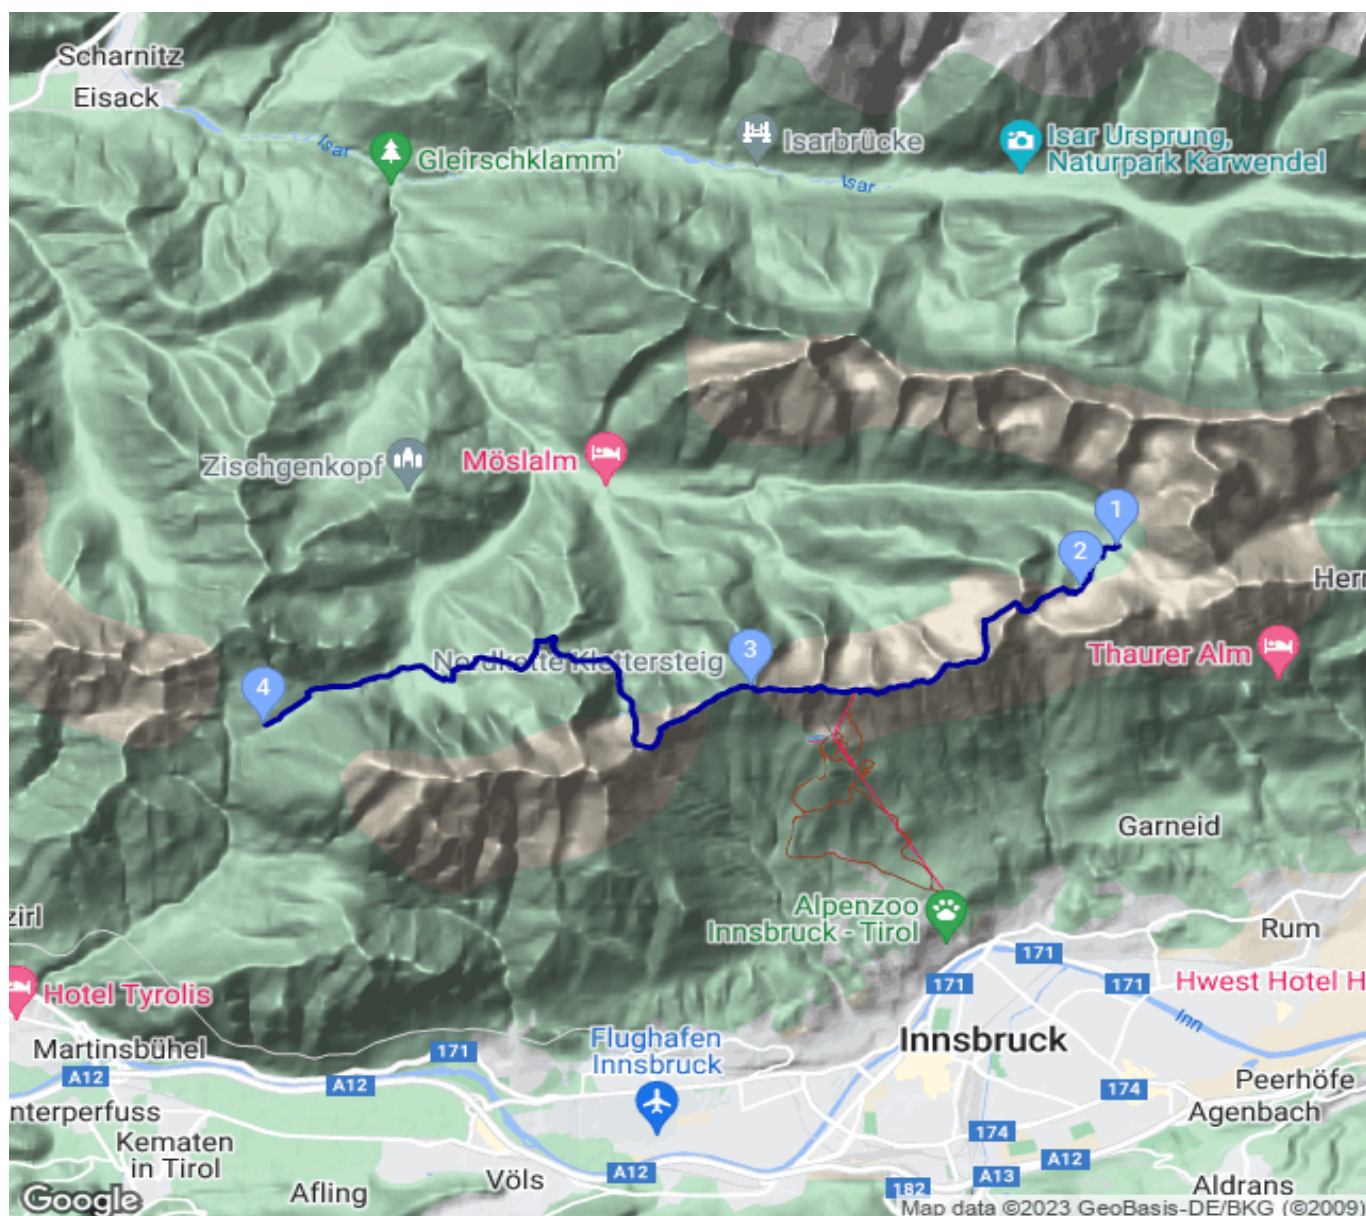 Scharnitz
Eisack
Isar
Gleirschklamm'
Isarbrücke
Isar
Isar Ursprung,
Naturpark Karwendel
Zischgenkopf
Möslalm
1
2
Herr
Nordkette Klettersteig
3
Thaurer Alm
4
Garneid
zirl
Alpenzoo
Innsbruck - Tirol
Rum
171
171
171
Hotel Tyrolis
Hwest Hotel H
Inn
Martinsbühel
171
Flughafen
Innsbruck
Innsbruck
A12
A12
174
Peerhöfe
nterperfuss
Agenbach
Kematen
in Tirol
174
A12
Völs
A12
A13
182
Afling
Aldrans
Google
Map data ©2023 GeoBasis-DE/BKG (©2009)